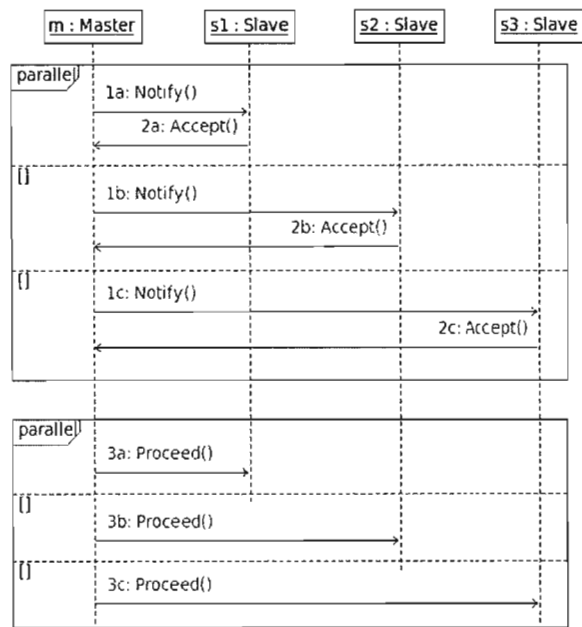 m : Master
s1 : Slave
s2 : Slave
s3 : Slave
parallel
1a: Notify()
2a: Accept()
[]
1b: Notify()
2b: Accept()
[]
1c: Notify()
2c: Accept()
parallel
3a: Proceed()
[]
3b: Proceed()
[]
3c: Proceed()